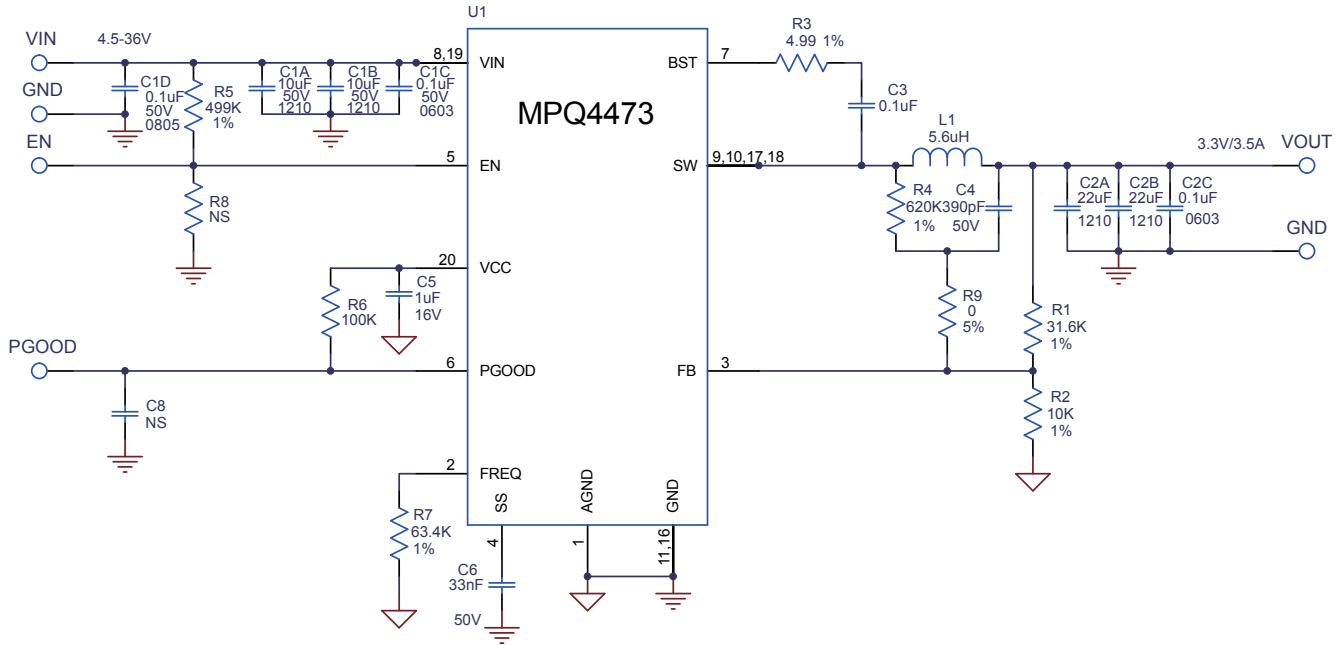 U1
VIN
4.5-36V
GND
EN
C1D
0.1uF
50V
0805
R5
499K
1%
C1A
10uF
50V
1210
C1B
10uF
50V
1210
C1C
0.1uF
50V
0603
8,19
VIN
MPQ4473
BST
7
R3
4.99 1%
C3
0.1uF
L1
5.6uH
3.3V/3.5A
VOUT
5
EN
SW
9,10,17,18
R8
NS
R4
620K
1%
C4
390pF
50V
C2A
22uF
1210
C2B
22uF
1210
C2C
0.1uF
0603
GND
20
VCC
R6
100K
C5
1uF
16V
R9
0
5%
R1
31.6K
1%
PGOOD
6
PGOOD
FB
3
C8
NS
R2
10K
1%
2
FREQ
R7
63.4K
1%
SS
4
AGND
1
GND
11,16
C6
33nF
50V